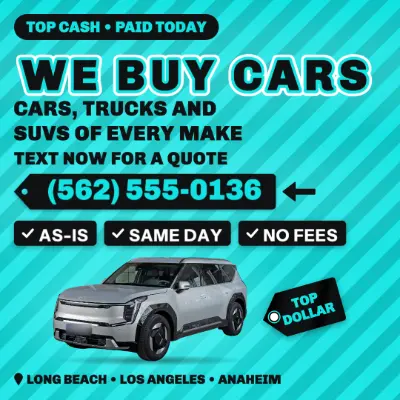 TOP CASH • PAID TODAY
WE BUY CARS
CARS, TRUCKS AND
SUVS OF EVERY MAKE
TEXT NOW FOR A QUOTE
(562) 555-0136
✓ AS-IS ✓ SAME DAY ✓ NO FEES
TOP
DOLLAR
LONG BEACH • LOS ANGELES • ANAHEIM